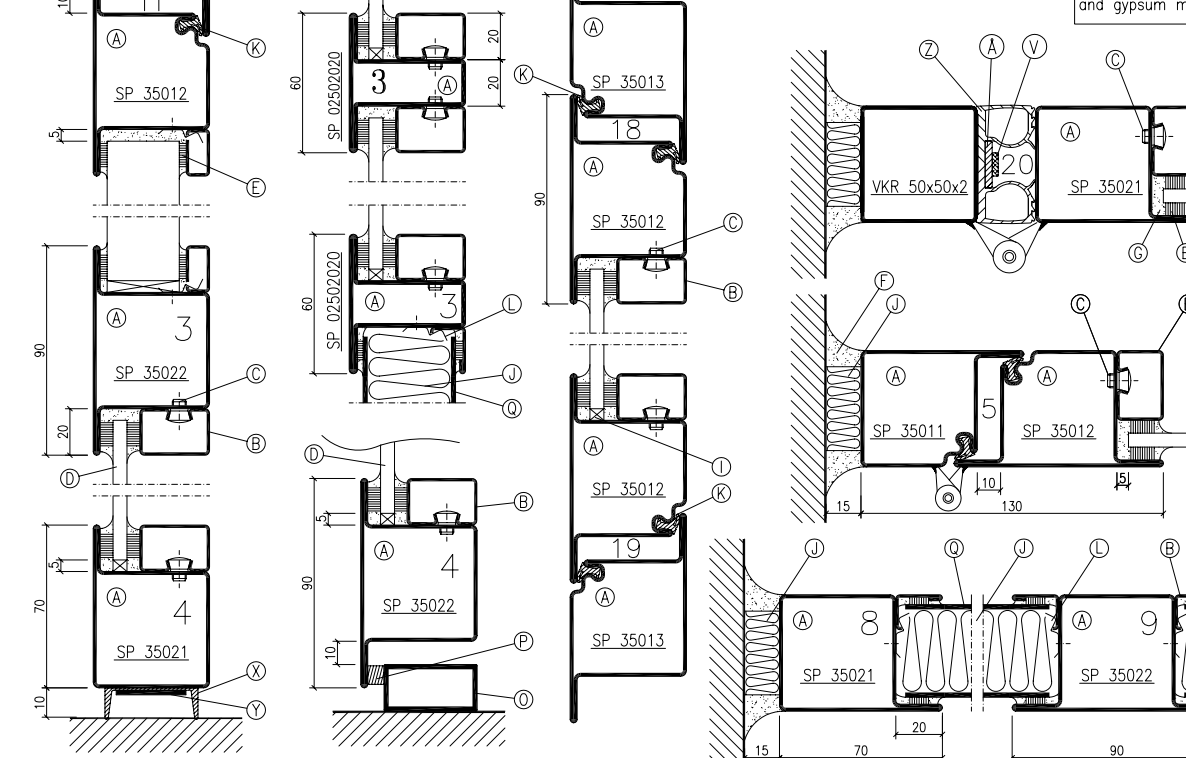 10
A
K
SP 35012
5
E
A
3
90
SP 35022
C
20
B
D
5
A
4
70
SP 35021
10
X
Y
60
SP 02502020
20
3
A
20
60
SP 02502020
A
3
L
J
Q
D
B
5
A
4
90
SP 35022
10
P
O
A
K
SP 35013
18
A
90
SP 35012
C
B
A
I
SP 35012
K
19
A
SP 35013
and gypsum m
Z
Å
V
C
A
20
VKR 50x50x2
SP 35021
G
F
J
C
A
A
5
SP 35011
SP 35012
10
5
15
130
J
Q
J
L
B
A
8
A
9
SP 35021
SP 35022
20
15
70
90